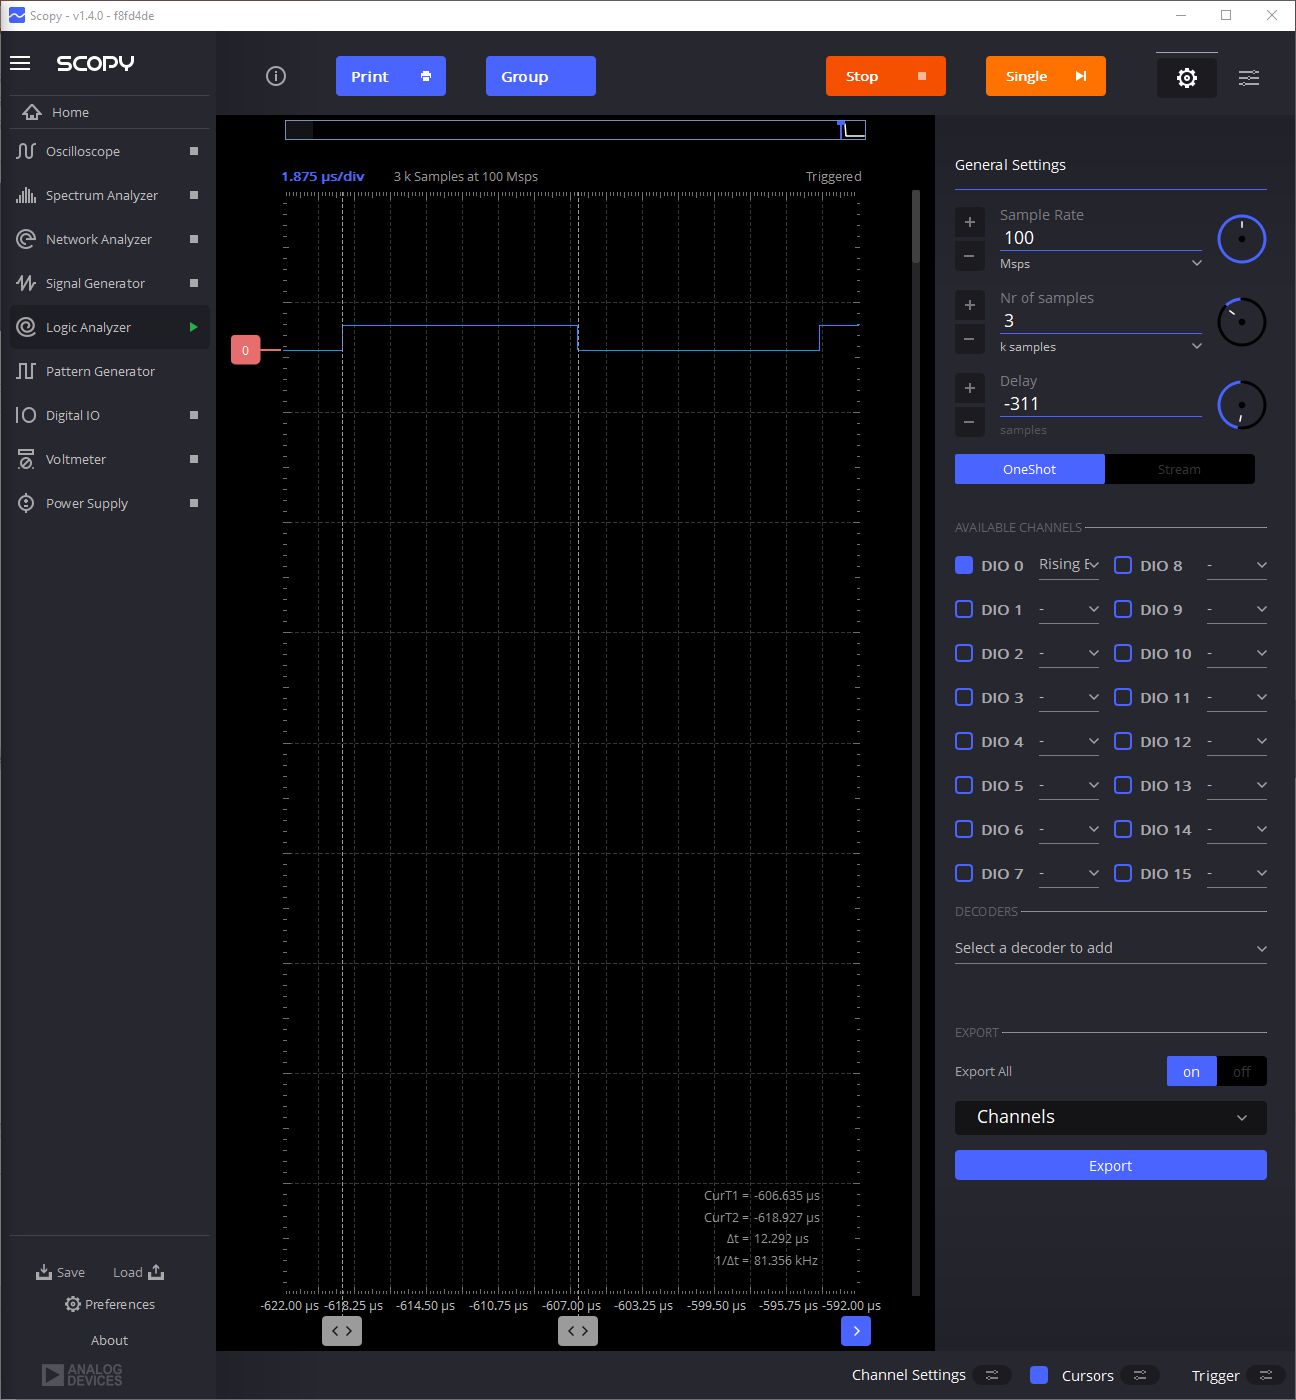 Scopy - v1.4.0 - f8fd4de
SCOPY
Home
Oscilloscope
Spectrum Analyzer
Network Analyzer
Signal Generator
Logic Analyzer
Pattern Generator
Digital IO
Voltmeter
Power Supply
Save
Load
Preferences
About
ANALOG
DEVICES
Print
Group
Stop
Single
1.875 µs/div
3 k Samples at 100 Msps
Triggered
0
CurT1 = -606.635 µs
CurT2 = -618.927 µs
Δt = 12.292 µs
1/Δt = 81.356 kHz
-622.00 µs -618.25 µs -614.50 µs -610.75 µs -607.00 µs -603.25 µs -599.50 µs -595.75 µs -592.00 µs
General Settings
Sample Rate
100
Msps
Nr of samples
3
k samples
Delay
-311
samples
OneShot
Stream
AVAILABLE CHANNELS
DIO 0 Rising E DIO 8 -
DIO 1 - DIO 9 -
DIO 2 - DIO 10 -
DIO 3 - DIO 11 -
DIO 4 - DIO 12 -
DIO 5 - DIO 13 -
DIO 6 - DIO 14 -
DIO 7 - DIO 15 -
DECODERS
Select a decoder to add
EXPORT
Export All
on
off
Channels
Export
Channel Settings
Cursors
Trigger